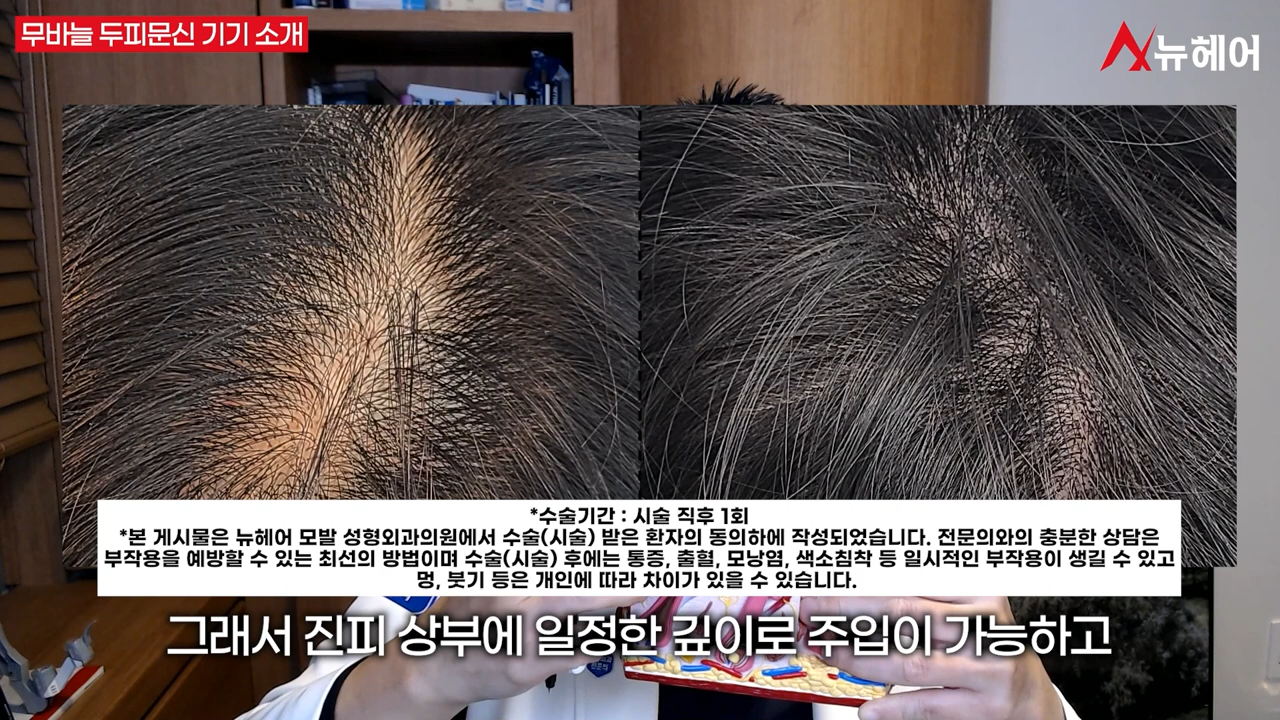 무바늘 두피문신 기기 소개
뉴헤어
*수술기간 : 시술 직후 1회
*본 게시물은 뉴헤어 모발 성형외과의원에서 수술(시술) 받은 환자의 동의하에 작성되었습니다. 전문의와의 충분한 상담은
부작용을 예방할 수 있는 최선의 방법이며 수술(시술) 후에는 통증, 출혈, 모낭염, 색소침착 등 일시적인 부작용이 생길 수 있고
멍, 붓기 등은 개인에 따라 차이가 있을 수 있습니다.
그래서 진피 상부에 일정한 깊이로 주입이 가능하고